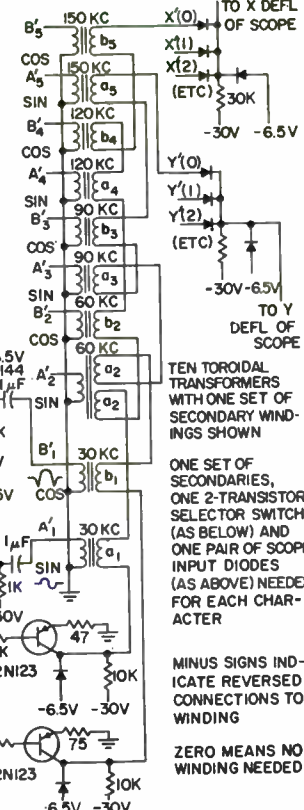 TO X DEFL
OF SCOPE
B'5 150 KC b5 X'(0)
COS X'(1)
A'5 150 KC a5 X'(2)
SIN (ETC) 30K
B'4 120 KC b4 -30V -6.5V
COS
A'4 120 KC a4 Y'(0)
SIN Y'(1)
B'3 90 KC b3 Y'(2)
COS (ETC)
A'3 90 KC a3
SIN -30V -6.5V
B'2 60 KC b2 TO Y
COS DEFL OF
SCOPE
60 KC a2
A'2
SIN a2
.5V
144
1µF
TEN TOROIDAL
TRANSFORMERS
WITH ONE SET OF
SECONDARY WIND-
INGS SHOWN
B'1 30 KC b1
COS
ONE SET OF
SECONDARIES,
ONE 2-TRANSISTOR
SELECTOR SWITCH
(AS BELOW) AND
ONE PAIR OF SCOPE
INPUT DIODES
(AS ABOVE) NEEDED
FOR EACH CHAR-
ACTER
A'1 30 KC a1
1µF SIN
1K
47
2N123 10K
-6.5V -30V
MINUS SIGNS IND-
ICATE REVERSED
CONNECTIONS TO
WINDING
75
2N123 10K
-6.5V -30V
ZERO MEANS NO
WINDING NEEDED